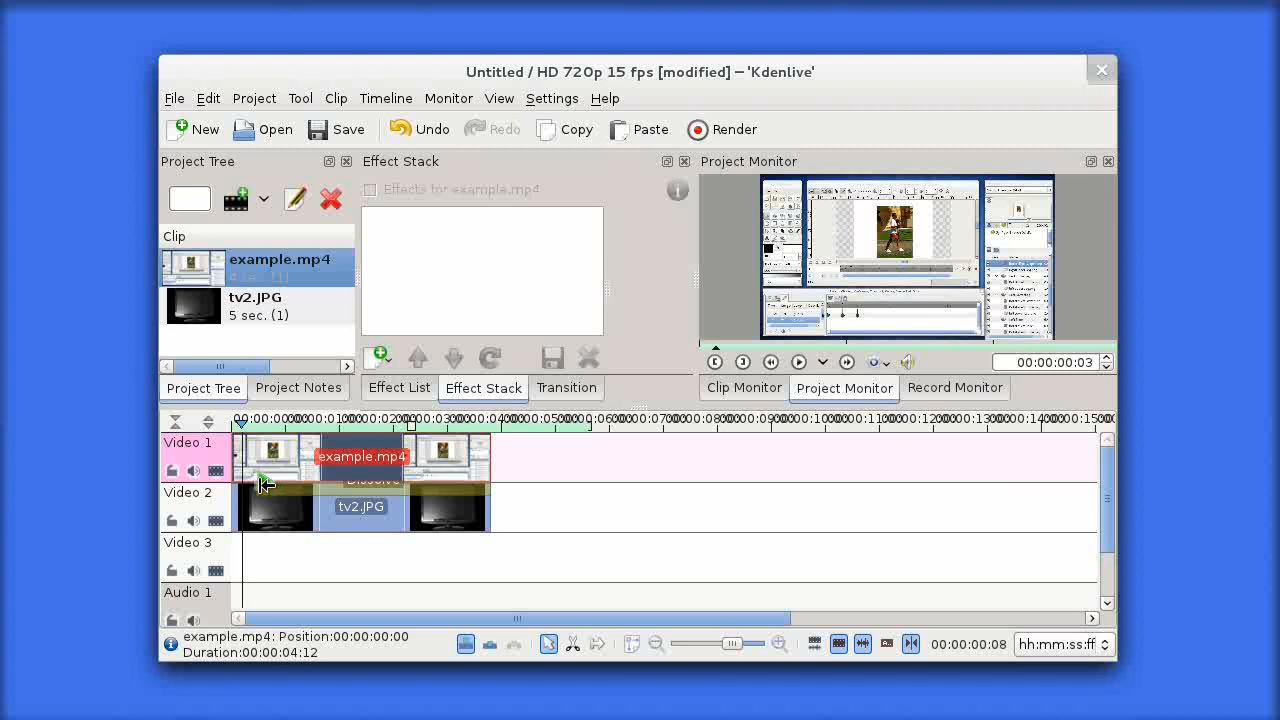 Untitled / HD 720p 15 fps [modified] – 'Kdenlive'
File Edit Project Tool Clip Timeline Monitor View Settings Help
New Open Save Undo Redo Copy Paste Render
Project Tree Effect Stack Project Monitor
Effects for example.mp4
Clip
example.mp4
4 sec. (1)
tv2.JPG
5 sec. (1)
00:00:00:03
Project Tree Project Notes Effect List Effect Stack Transition Clip Monitor Project Monitor Record Monitor
Video 1
example.mp4
Dissolve
Video 2
tv2.JPG
Video 3
Audio 1
example.mp4: Position:00:00:00:00
Duration:00:00:04:12
00:00:00:08 hh:mm:ss:ff